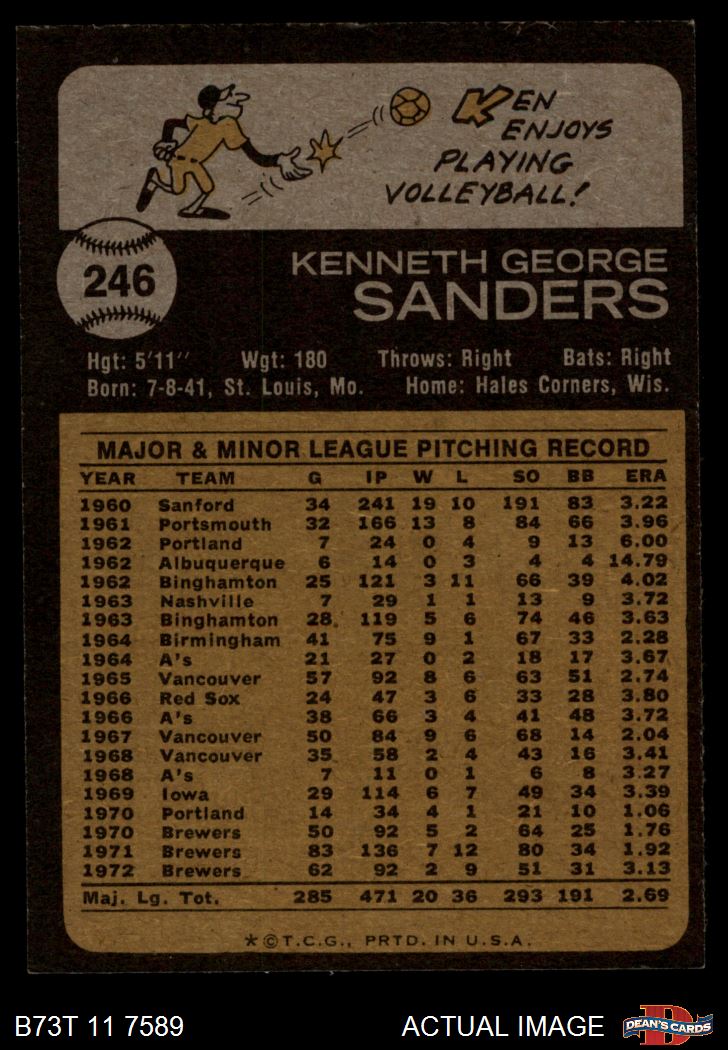 KEN
ENJOYS
PLAYING
VOLLEYBALL!
246
KENNETH GEORGE
SANDERS
Hgt: 5'11" Wgt: 180 Throws: Right Bats: Right
Born: 7-8-41, St. Louis, Mo. Home: Hales Corners, Wis.
MAJOR & MINOR LEAGUE PITCHING RECORD
YEAR TEAM G IP W L SO BB ERA
1960 Sanford 34 241 19 10 191 83 3.22
1961 Portsmouth 32 166 13 8 84 66 3.96
1962 Portland 7 24 0 4 9 13 6.00
1962 Albuquerque 6 14 0 3 4 4 14.79
1962 Binghamton 25 121 3 11 66 39 4.02
1963 Nashville 7 29 1 1 13 9 3.72
1963 Binghamton 28 119 5 6 74 46 3.63
1964 Birmingham 41 75 9 1 67 33 2.28
1964 A's 21 27 0 2 18 17 3.67
1965 Vancouver 57 92 8 6 63 51 2.74
1966 Red Sox 24 47 3 6 33 28 3.80
1966 A's 38 66 3 4 41 48 3.72
1967 Vancouver 50 84 9 6 68 14 2.04
1968 Vancouver 35 58 2 4 43 16 3.41
1968 A's 7 11 0 1 6 8 3.27
1969 Iowa 29 114 6 7 49 34 3.39
1970 Portland 14 34 4 1 21 10 1.06
1970 Brewers 50 92 5 2 64 25 1.76
1971 Brewers 83 136 7 12 80 34 1.92
1972 Brewers 62 92 2 9 51 31 3.13
Maj. Lg. Tot. 285 471 20 36 293 191 2.69
*©T.C.G., PRTD. IN U.S.A.
B73T 11 7589 ACTUAL IMAGE DEAN'S CARDS